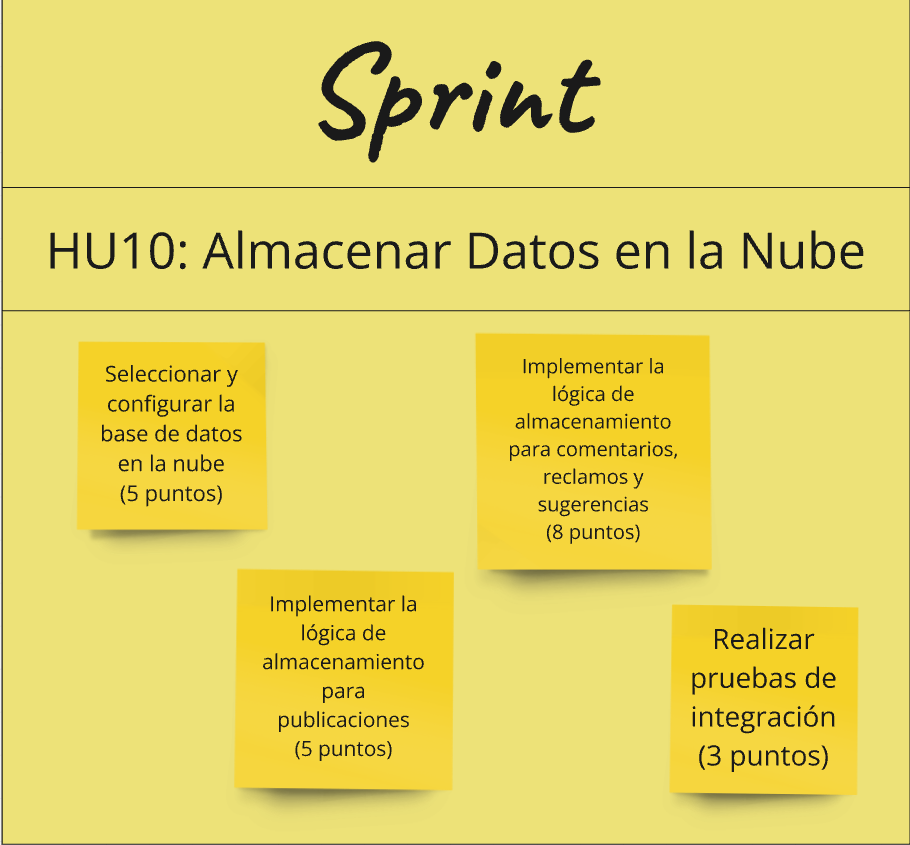 Sprint
HU10: Almacenar Datos en la Nube
Seleccionar y
configurar la
base de datos
en la nube
(5 puntos)
Implementar la
lógica de
almacenamiento
para comentarios,
reclamos y
sugerencias
(8 puntos)
Implementar la
lógica de
almacenamiento
para
publicaciones
(5 puntos)
Realizar
pruebas de
integración
(3 puntos)